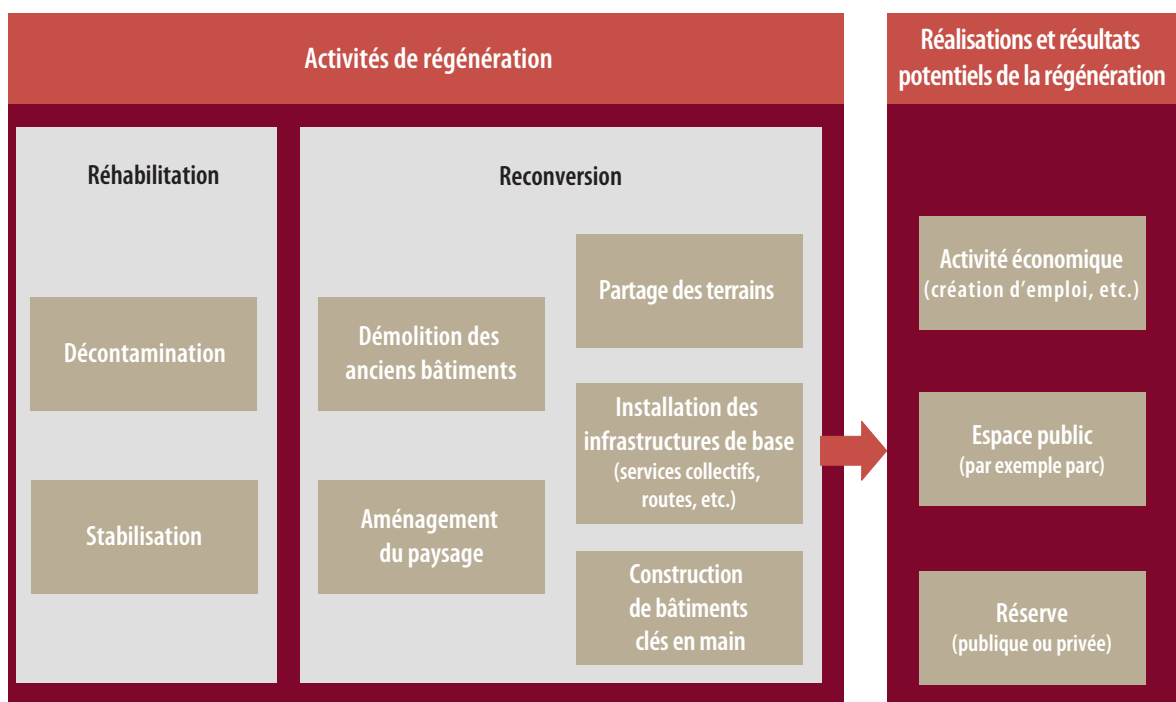 Activités de régénération
Réhabilitation
Décontamination
Stabilisation
Reconversion
Démolition des
anciens bâtiments
Aménagement
du paysage
Partage des terrains
Installation des
infrastructures de base
(services collectifs,
routes, etc.)
Construction
de bâtiments
clés en main
Réalisations et résultats
potentiels de la régénération
Activité économique
(création d'emploi, etc.)
Espace public
(par exemple parc)
Réserve
(publique ou privée)